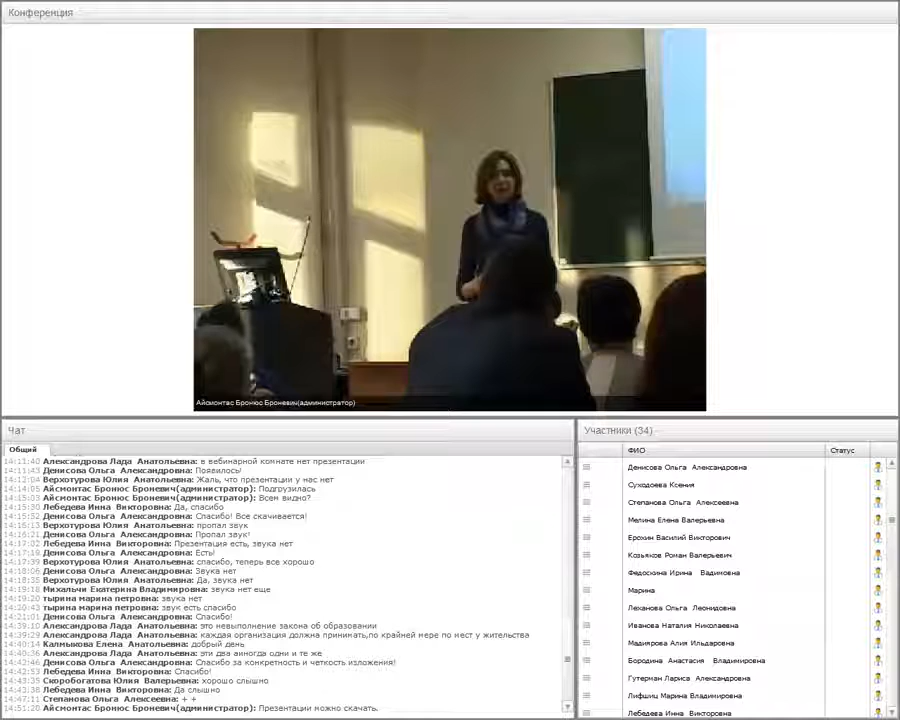 Конференция
Айсмонтас Бронюс Броневич(администратор)
Чат
Общий
14:11:40 Александрова Лада Анатольевна: в вебинарной комнате нет презентации
14:11:43 Денисова Ольга Александровна: Появилось!
14:12:04 Верхотурова Юлия Анатольевна: Жаль, что презентации у нас нет
14:14:05 Айсмонтас Бронюс Броневич(администратор): Подгрузилась
14:15:03 Айсмонтас Бронюс Броневич(администратор): Всем видно?
14:15:30 Лебедева Инна Викторовна: Да, спасибо
14:15:52 Денисова Ольга Александровна: Спасибо! Все скачивается!
14:16:13 Верхотурова Юлия Анатольевна: пропал звук
14:16:21 Денисова Ольга Александровна: Пропал звук!
14:17:02 Лебедева Инна Викторовна: Презентация есть, звука нет
14:17:19 Денисова Ольга Александровна: Есть!
14:17:39 Верхотурова Юлия Анатольевна: спасибо, теперь все хорошо
14:18:06 Денисова Ольга Александровна: Звука нет
14:18:35 Верхотурова Юлия Анатольевна: Да, звука нет
14:19:18 Михальчи Екатерина Владимировна: звука нет еще
14:19:20 тырина марина петровна: звука нет
14:20:43 тырина марина петровна: звук есть спасибо
14:21:01 Денисова Ольга Александровна: Спасибо!
14:39:10 Александрова Лада Анатольевна: это невыполнение закона об образовании
14:39:29 Александрова Лада Анатольевна: каждая организация должна принимать,по крайней мере по мест у жительства
14:40:14 Калмыкова Елена Анатольевна: добрый день
14:40:36 Александрова Лада Анатольевна: эти два аиногда одни и те же
14:42:46 Денисова Ольга Александровна: Спасибо за конкретность и четкость изложения!
14:42:53 Лебедева Инна Викторовна: Спасибо!
14:43:35 Скоробогатова Юлия Валерьевна: хорошо слышно
Лебедева Инна Викторовна: Да слышно
14:47:11 Степанова Ольга Алексеевна: + +
14:51:20 Айсмонтас Бронюс Броневич(администратор): Презентации можно скачать.
Участники (34)
ФИО Статус
Денисова Ольга Александровна
Суходоева Ксения
Степанова Ольга Алексеевна
Мелина Елена Валерьевна
Ерохин Василий Викторович
Козьяков Роман Валерьевич
Федоскина Ирина Вадимовна
Марина
Леханова Ольга Леонидовна
Иванова Наталия Николаевна
Мадиярова Алия Ильдаровна
Бородина Анастасия Владимировна
Гутерман Лариса Александровна
Лифшиц Марина Владимировна
Лебедева Инна Викторовна